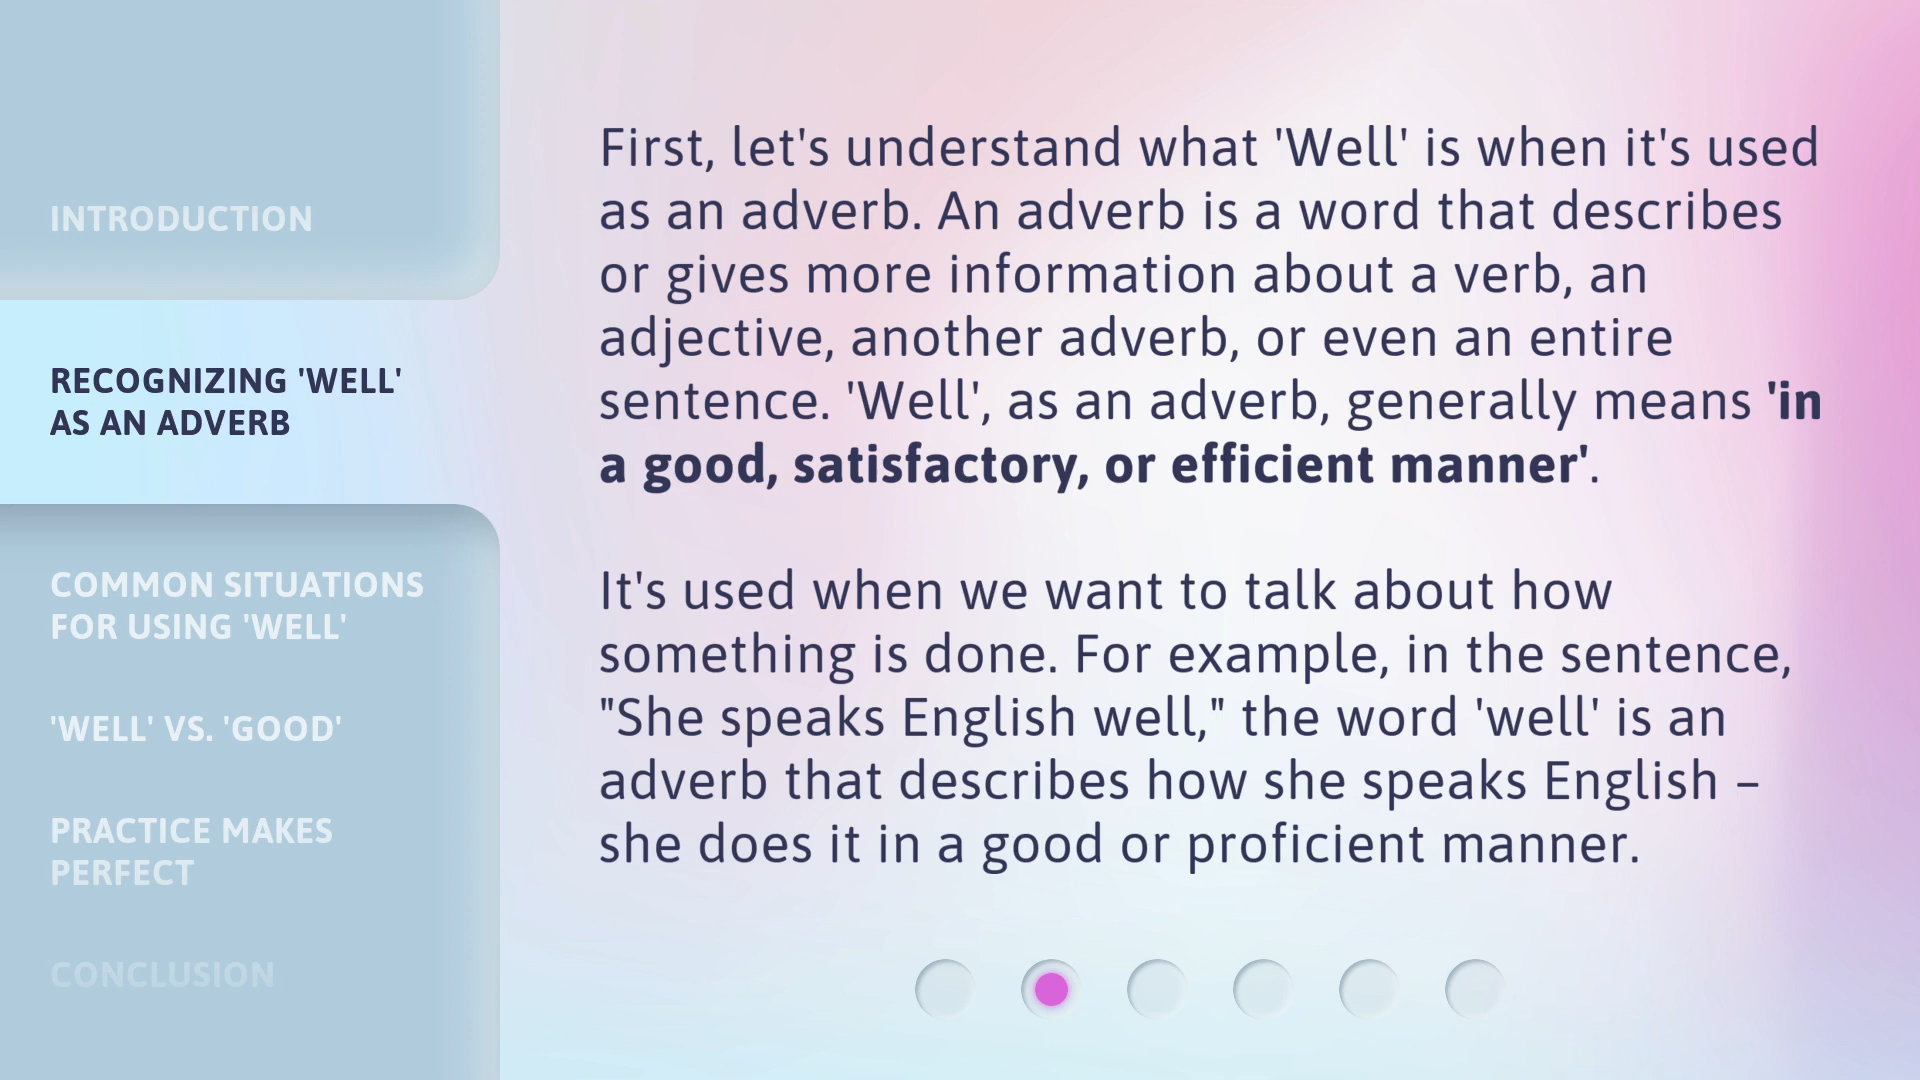 INTRODUCTION
RECOGNIZING 'WELL'
AS AN ADVERB
COMMON SITUATIONS
FOR USING 'WELL'
'WELL' VS. 'GOOD'
PRACTICE MAKES
PERFECT
CONCLUSION
First, let's understand what 'Well' is when it's used
as an adverb. An adverb is a word that describes
or gives more information about a verb, an
adjective, another adverb, or even an entire
sentence. 'Well', as an adverb, generally means 'in
a good, satisfactory, or efficient manner'.
It's used when we want to talk about how
something is done. For example, in the sentence,
"She speaks English well," the word 'well' is an
adverb that describes how she speaks English –
she does it in a good or proficient manner.